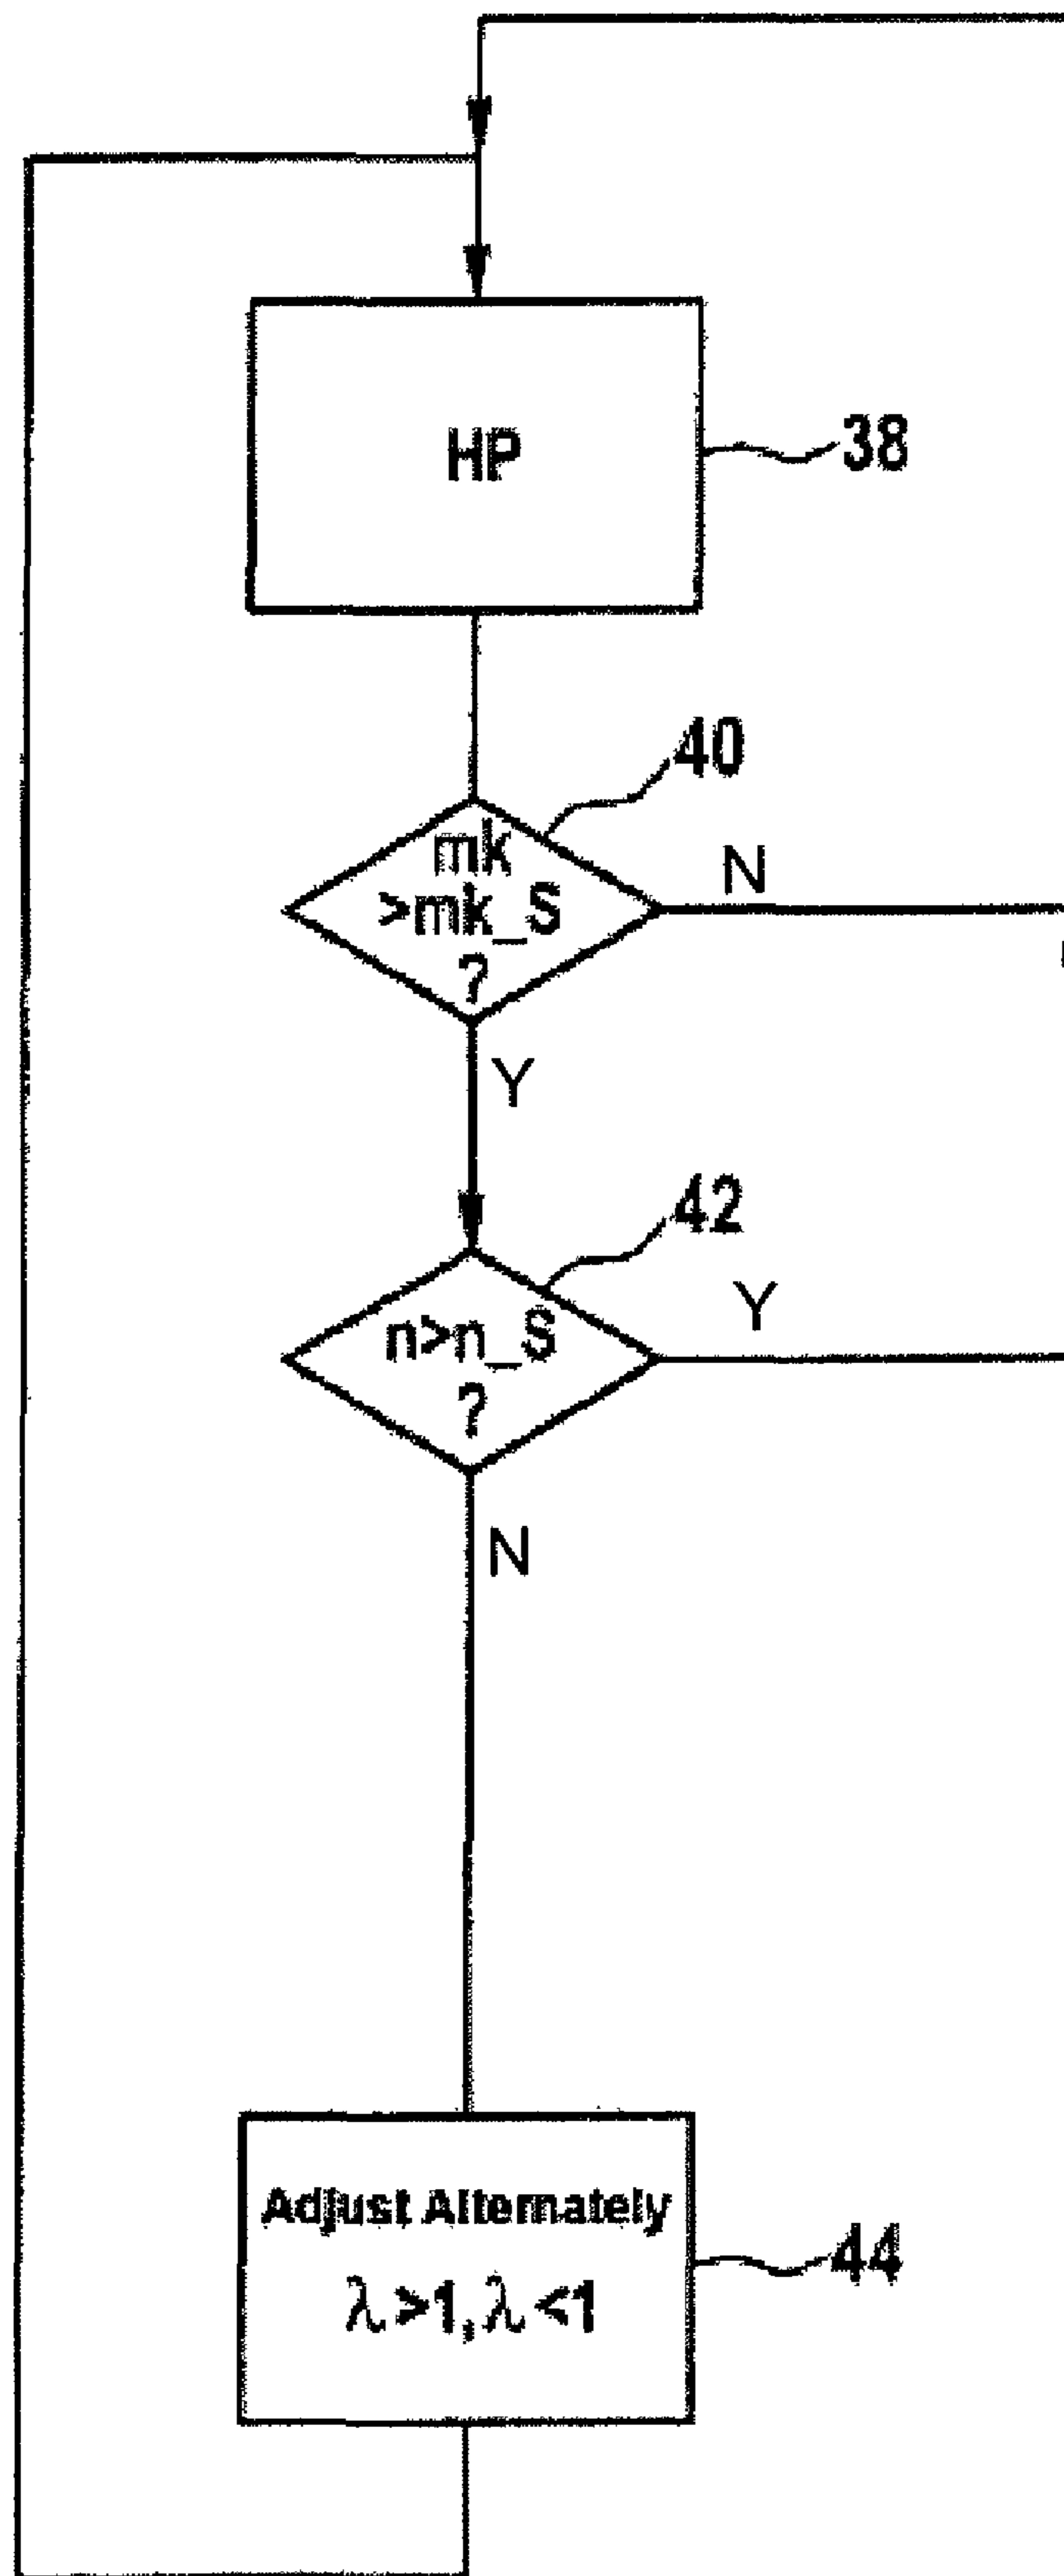 HP
38
40
mk
>mk_S
?
N
Y
42
n>n_S
?
Y
N
Adjust Alternately
λ>1,λ<1
44